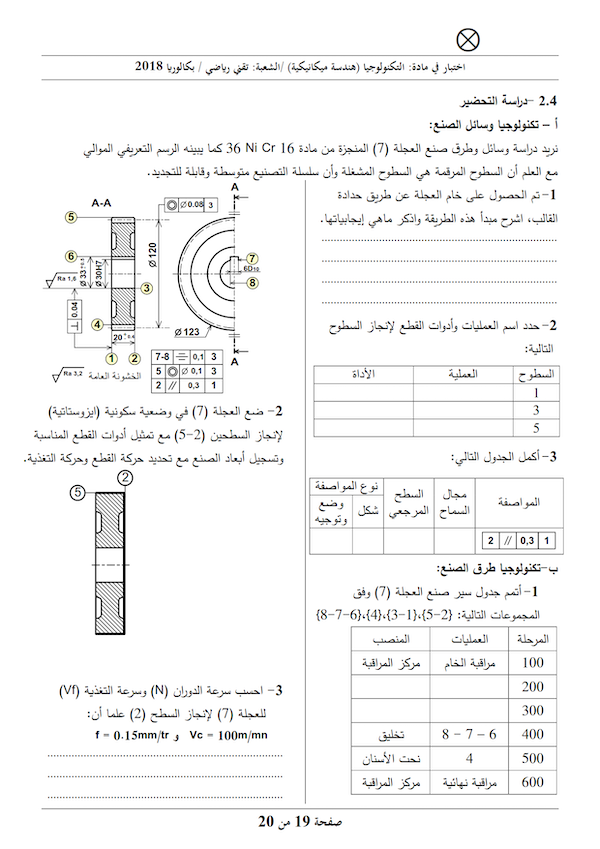 اختبار في مادة: التكنولوجيا (هندسة ميكانيكية) /الشعبة: تقني رياضي / بكالوريا 2018
2.4 -دراسة التحضير
أ – تكنولوجيا وسائل الصنع:
نريد دراسة وسائل وطرق صنع العجلة (7) المنجزة من مادة 36 Ni Cr 16 كما يبينه الرسم التعريفي الموالي
مع العلم أن السطوح المرقمة هي السطوح المشغلة وأن سلسلة التصنيع متوسطة وقابلة للتجديد.
1- تم الحصول على خام العجلة عن طريق حدادة
القالب، اشرح مبدأ هذه الطريقة واذكر ماهي إيجابياتها.
2- حدد اسم العمليات وأدوات القطع لإنجاز السطوح
التالية:
السطوح العملية الأداة
1
3
5
3- أكمل الجدول التالي:
المواصفة مجال السماح السطح المرجعي نوع المواصفة
شكل وضع وتوجيه
2 // 0,3 1
ب-تكنولوجيا طرق الصنع:
1- أتمم جدول سير صنع العجلة (7) وفق
المجموعات التالية: {2-5}،{1-3}،{4}،{6-7-8}
المرحلة العمليات المنصب
100 مراقبة الخام مركز المراقبة
200
300
400 6 – 7 – 8 تخليق
500 4 نحت الأسنان
600 مراقبة نهائية مركز المراقبة
A-A
A
◎ Ø 0.08 3
5
6
Ra 1,6
Ø 33
Ø30H7
Ø 120
3
⊥ 0.04
4
1 2
20
7
6D10
8
Ø 123
A
7-8 0,1 3
5 ◎ Ø 0,1 3
2 // 0,3 1
Ra 3,2 الخشونة العامة
2- ضع العجلة (7) في وضعية سكونية (ايزوستاتية)
لإنجاز السطحين (2-5) مع تمثيل أدوات القطع المناسبة
وتسجيل أبعاد الصنع مع تحديد حركة القطع وحركة التغذية.
2
5
3- احسب سرعة الدوران (N) وسرعة التغذية (Vf)
للعجلة (7) لإنجاز السطح (2) علما أن:
Vc = 100m/mn و f = 0.15mm/tr
صفحة 19 من 20